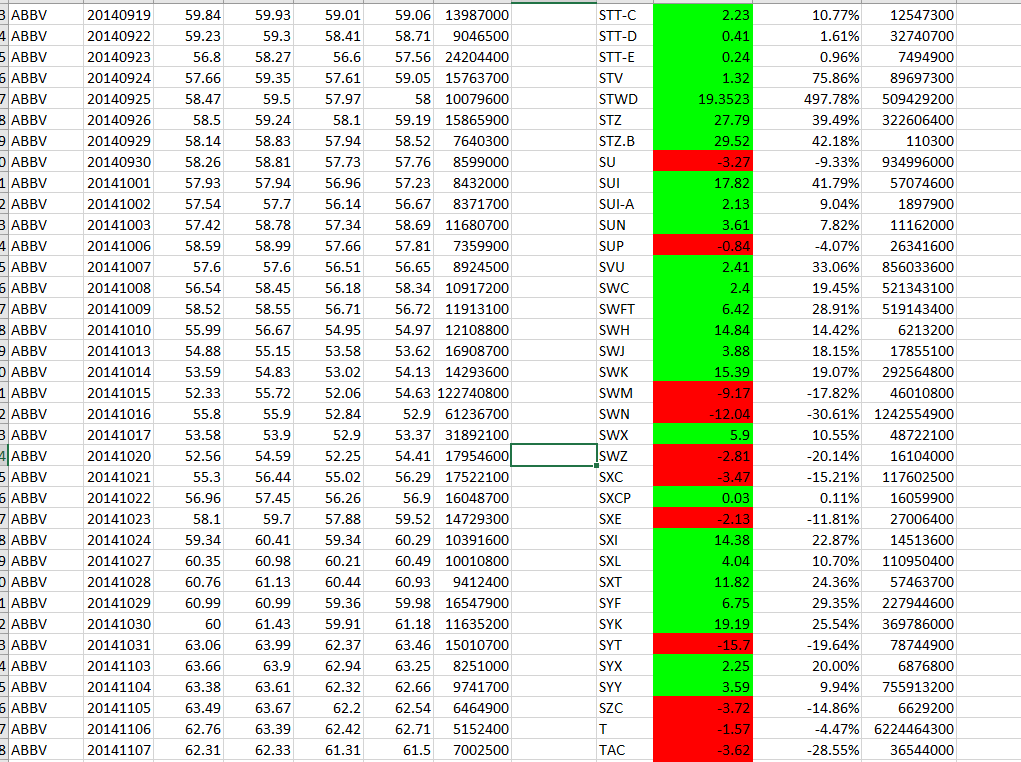 3 ABBV 20140919 59.84 59.93 59.01 59.06 13987000 STT-C 2.23 10.77% 12547300
4 ABBV 20140922 59.23 59.3 58.41 58.71 9046500 STT-D 0.41 1.61% 32740700
5 ABBV 20140923 56.8 58.27 56.6 57.56 24204400 STT-E 0.24 0.96% 7494900
6 ABBV 20140924 57.66 59.35 57.61 59.05 15763700 STV 1.32 75.86% 89697300
7 ABBV 20140925 58.47 59.5 57.97 58 10079600 STWD 19.3523 497.78% 509429200
8 ABBV 20140926 58.5 59.24 58.1 59.19 15865900 STZ 27.79 39.49% 322606400
9 ABBV 20140929 58.14 58.83 57.94 58.52 7640300 STZ.B 29.52 42.18% 110300
0 ABBV 20140930 58.26 58.81 57.73 57.76 8599000 SU -3.27 -9.33% 934996000
1 ABBV 20141001 57.93 57.94 56.96 57.23 8432000 SUI 17.82 41.79% 57074600
2 ABBV 20141002 57.54 57.7 56.14 56.67 8371700 SUI-A 2.13 9.04% 1897900
3 ABBV 20141003 57.42 58.78 57.34 58.69 11680700 SUN 3.61 7.82% 11162000
4 ABBV 20141006 58.59 58.99 57.66 57.81 7359900 SUP -0.84 -4.07% 26341600
5 ABBV 20141007 57.6 57.6 56.51 56.65 8924500 SVU 2.41 33.06% 856033600
6 ABBV 20141008 56.54 58.45 56.18 58.34 10917200 SWC 2.4 19.45% 521343100
7 ABBV 20141009 58.52 58.55 56.71 56.72 11913100 SWFT 6.42 28.91% 519143400
8 ABBV 20141010 55.99 56.67 54.95 54.97 12108800 SWH 14.84 14.42% 6213200
9 ABBV 20141013 54.88 55.15 53.58 53.62 16908700 SWJ 3.88 18.15% 17855100
0 ABBV 20141014 53.59 54.83 53.02 54.13 14293600 SWK 15.39 19.07% 292564800
1 ABBV 20141015 52.33 55.72 52.06 54.63 122740800 SWM -9.17 -17.82% 46010800
2 ABBV 20141016 55.8 55.9 52.84 52.9 61236700 SWN -12.04 -30.61% 1242554900
3 ABBV 20141017 53.58 53.9 52.9 53.37 31892100 SWX 5.9 10.55% 48722100
4 ABBV 20141020 52.56 54.59 52.25 54.41 17954600 SWZ -2.81 -20.14% 16104000
5 ABBV 20141021 55.3 56.44 55.02 56.29 17522100 SXC -3.47 -15.21% 117602500
6 ABBV 20141022 56.96 57.45 56.26 56.9 16048700 SXCP 0.03 0.11% 16059900
7 ABBV 20141023 58.1 59.7 57.88 59.52 14729300 SXE -2.13 -11.81% 27006400
8 ABBV 20141024 59.34 60.41 59.34 60.29 10391600 SXI 14.38 22.87% 14513600
9 ABBV 20141027 60.35 60.98 60.21 60.49 10010800 SXL 4.04 10.70% 110950400
0 ABBV 20141028 60.76 61.13 60.44 60.93 9412400 SXT 11.82 24.36% 57463700
1 ABBV 20141029 60.99 60.99 59.36 59.98 16547900 SYF 6.75 29.35% 227944600
2 ABBV 20141030 60 61.43 59.91 61.18 11635200 SYK 19.19 25.54% 369786000
3 ABBV 20141031 63.06 63.99 62.37 63.46 15010700 SYT -15.7 -19.64% 78744900
4 ABBV 20141103 63.66 63.9 62.94 63.25 8251000 SYX 2.25 20.00% 6876800
5 ABBV 20141104 63.38 63.61 62.32 62.66 9741700 SYY 3.59 9.94% 755913200
6 ABBV 20141105 63.49 63.67 62.2 62.54 6464900 SZC -3.72 -14.86% 6629200
7 ABBV 20141106 62.76 63.39 62.42 62.71 5152400 T -1.57 -4.47% 6224464300
8 ABBV 20141107 62.31 62.33 61.31 61.5 7002500 TAC -3.62 -28.55% 36544000